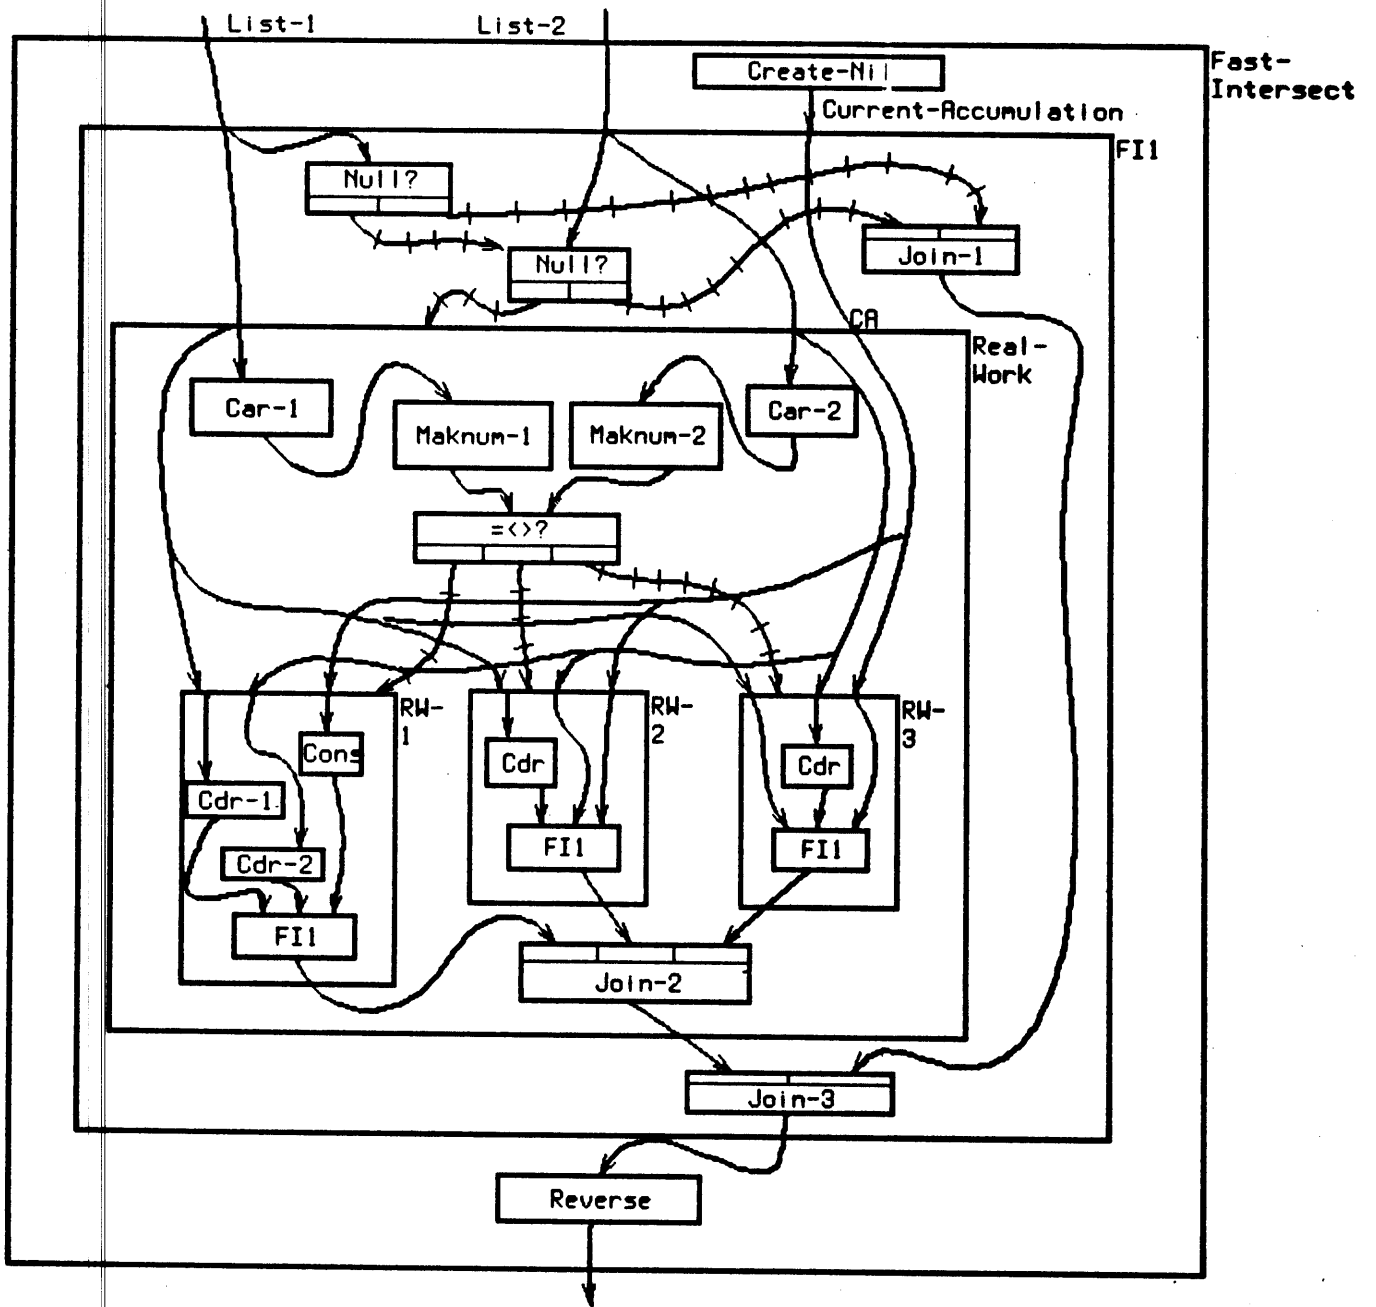 List-1
List-2
Create-Nil
Fast-
Intersect
Current-Accumulation
FI1
Null?
Join-1
Null?
CA
Real-
Work
Car-1
Maknum-1
Maknum-2
Car-2
=<>?
RW-
1
RW-
2
RW-
3
Cons
Cdr
Cdr
Cdr-1
Cdr-2
FI1
FI1
FI1
Join-2
Join-3
Reverse